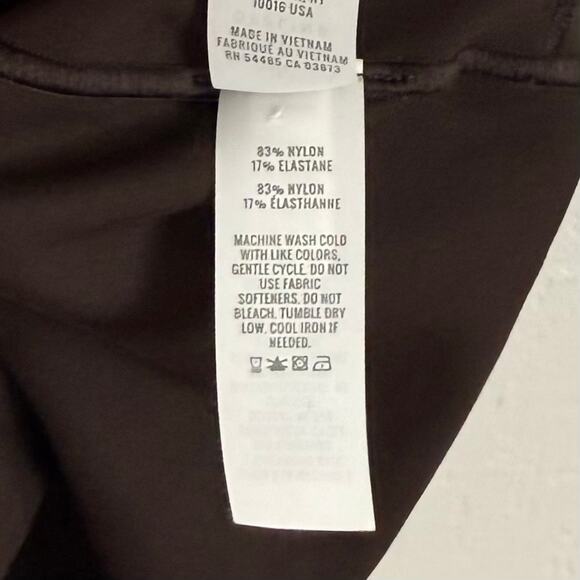 10016 USA
MADE IN VIETNAM
FABRIQUÉ AU VIETNAM
RN 54485 CA 03673
83% NYLON
17% ELASTANE
83% NYLON
17% ÉLASTHANNE
MACHINE WASH COLD
WITH LIKE COLORS,
GENTLE CYCLE. DO NOT
USE FABRIC
SOFTENERS. DO NOT
BLEACH. TUMBLE DRY
LOW. COOL IRON IF
NEEDED.